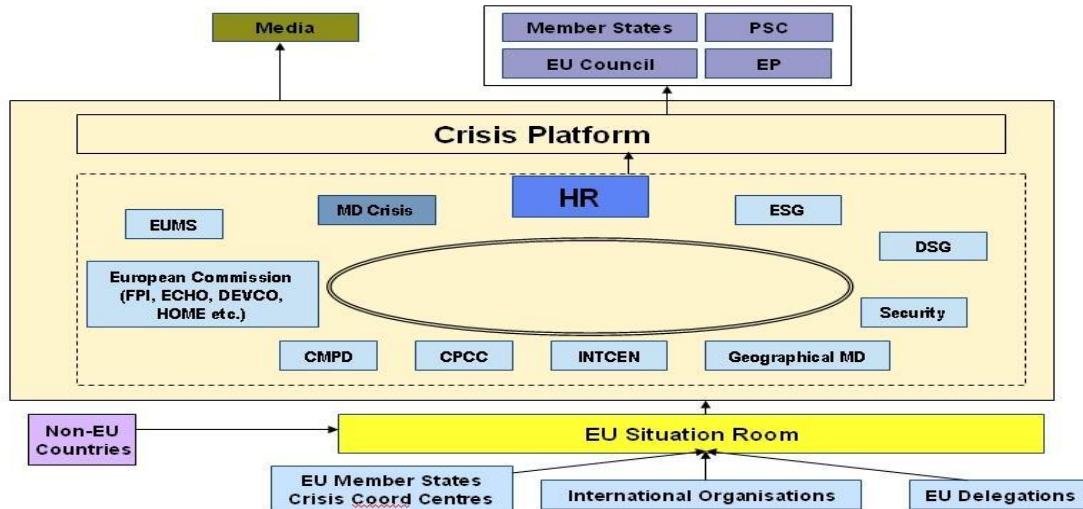 Media
Member States
PSC
EU Council
EP
Crisis Platform
HR
MD Crisis
ESG
EUMS
DSG
European Commission
(FPI, ECHO, DEVCO,
HOME etc.)
Security
CMPD
CPCC
INTCEN
Geographical MD
Non-EU
Countries
EU Situation Room
EU Member States
Crisis Coord Centres
International Organisations
EU Delegations